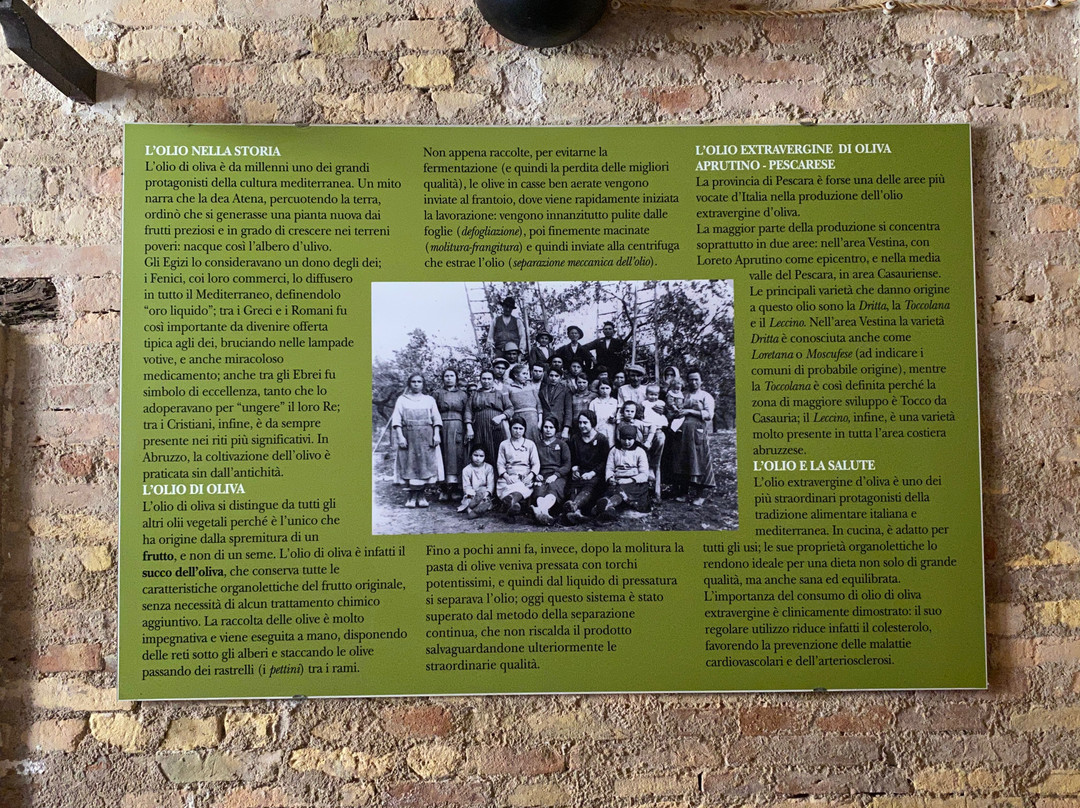 L'OLIO NELLA STORIA
L'olio di oliva è da millenni uno dei grandi
protagonisti della cultura mediterranea. Un mito
narra che la dea Atena, percuotendo la terra,
ordinò che si generasse una pianta nuova dai
frutti preziosi e in grado di crescere nei terreni
poveri: nacque così l'albero d'ulivo.
Gli Egizi lo consideravano un dono degli dei;
i Fenici, coi loro commerci, lo diffusero
in tutto il Mediterraneo, definendolo
“oro liquido”; tra i Greci e i Romani fu
così importante da divenire offerta
tipica agli dei, bruciando nelle lampade
votive, e anche miracoloso
medicamento; anche tra gli Ebrei fu
simbolo di eccellenza, tanto che lo
adoperavano per “ungere” il loro Re;
tra i Cristiani, infine, è da sempre
presente nei riti più significativi. In
Abruzzo, la coltivazione dell'olivo è
praticata sin dall'antichità.
L'OLIO DI OLIVA
L'olio di oliva si distingue da tutti gli
altri olii vegetali perché è l'unico che
ha origine dalla spremitura di un
frutto, e non di un seme. L'olio di oliva è infatti il
succo dell'oliva, che conserva tutte le
caratteristiche organolettiche del frutto originale,
senza necessità di alcun trattamento chimico
aggiuntivo. La raccolta delle olive è molto
impegnativa e viene eseguita a mano, disponendo
delle reti sotto gli alberi e staccando le olive
passando dei rastrelli (i pettini) tra i rami.
Non appena raccolte, per evitarne la
fermentazione (e quindi la perdita delle migliori
qualità), le olive in casse ben aerate vengono
inviate al frantoio, dove viene rapidamente iniziata
la lavorazione: vengono innanzitutto pulite dalle
foglie (defogliazione), poi finemente macinate
(molitura-frangitura) e quindi inviate alla centrifuga
che estrae l'olio (separazione meccanica dell'olio).
Fino a pochi anni fa, invece, dopo la molitura la
pasta di olive veniva pressata con torchi
potentissimi, e quindi dal liquido di pressatura
si separava l'olio; oggi questo sistema è stato
superato dal metodo della separazione
continua, che non riscalda il prodotto
salvaguardandone ulteriormente le
straordinarie qualità.
L'OLIO EXTRAVERGINE DI OLIVA
APRUTINO - PESCARESE
La provincia di Pescara è forse una delle aree più
vocate d'Italia nella produzione dell'olio
extravergine d'oliva.
La maggior parte della produzione si concentra
soprattutto in due aree: nell'area Vestina, con
Loreto Aprutino come epicentro, e nella media
valle del Pescara, in area Casauriense.
Le principali varietà che danno origine
a questo olio sono la Dritta, la Toccolana
e il Leccino. Nell'area Vestina la varietà
Dritta è conosciuta anche come
Loretana o Moscufese (ad indicare i
comuni di probabile origine), mentre
la Toccolana è così definita perché la
zona di maggiore sviluppo è Tocco da
Casauria; il Leccino, infine, è una varietà
molto presente in tutta l'area costiera
abruzzese.
L'OLIO E LA SALUTE
L'olio extravergine d'oliva è uno dei
più straordinari protagonisti della
tradizione alimentare italiana e
mediterranea. In cucina, è adatto per
tutti gli usi; le sue proprietà organolettiche lo
rendono ideale per una dieta non solo di grande
qualità, ma anche sana ed equilibrata.
L'importanza del consumo di olio di oliva
extravergine è clinicamente dimostrato: il suo
regolare utilizzo riduce infatti il colesterolo,
favorendo la prevenzione delle malattie
cardiovascolari e dell'arteriosclerosi.